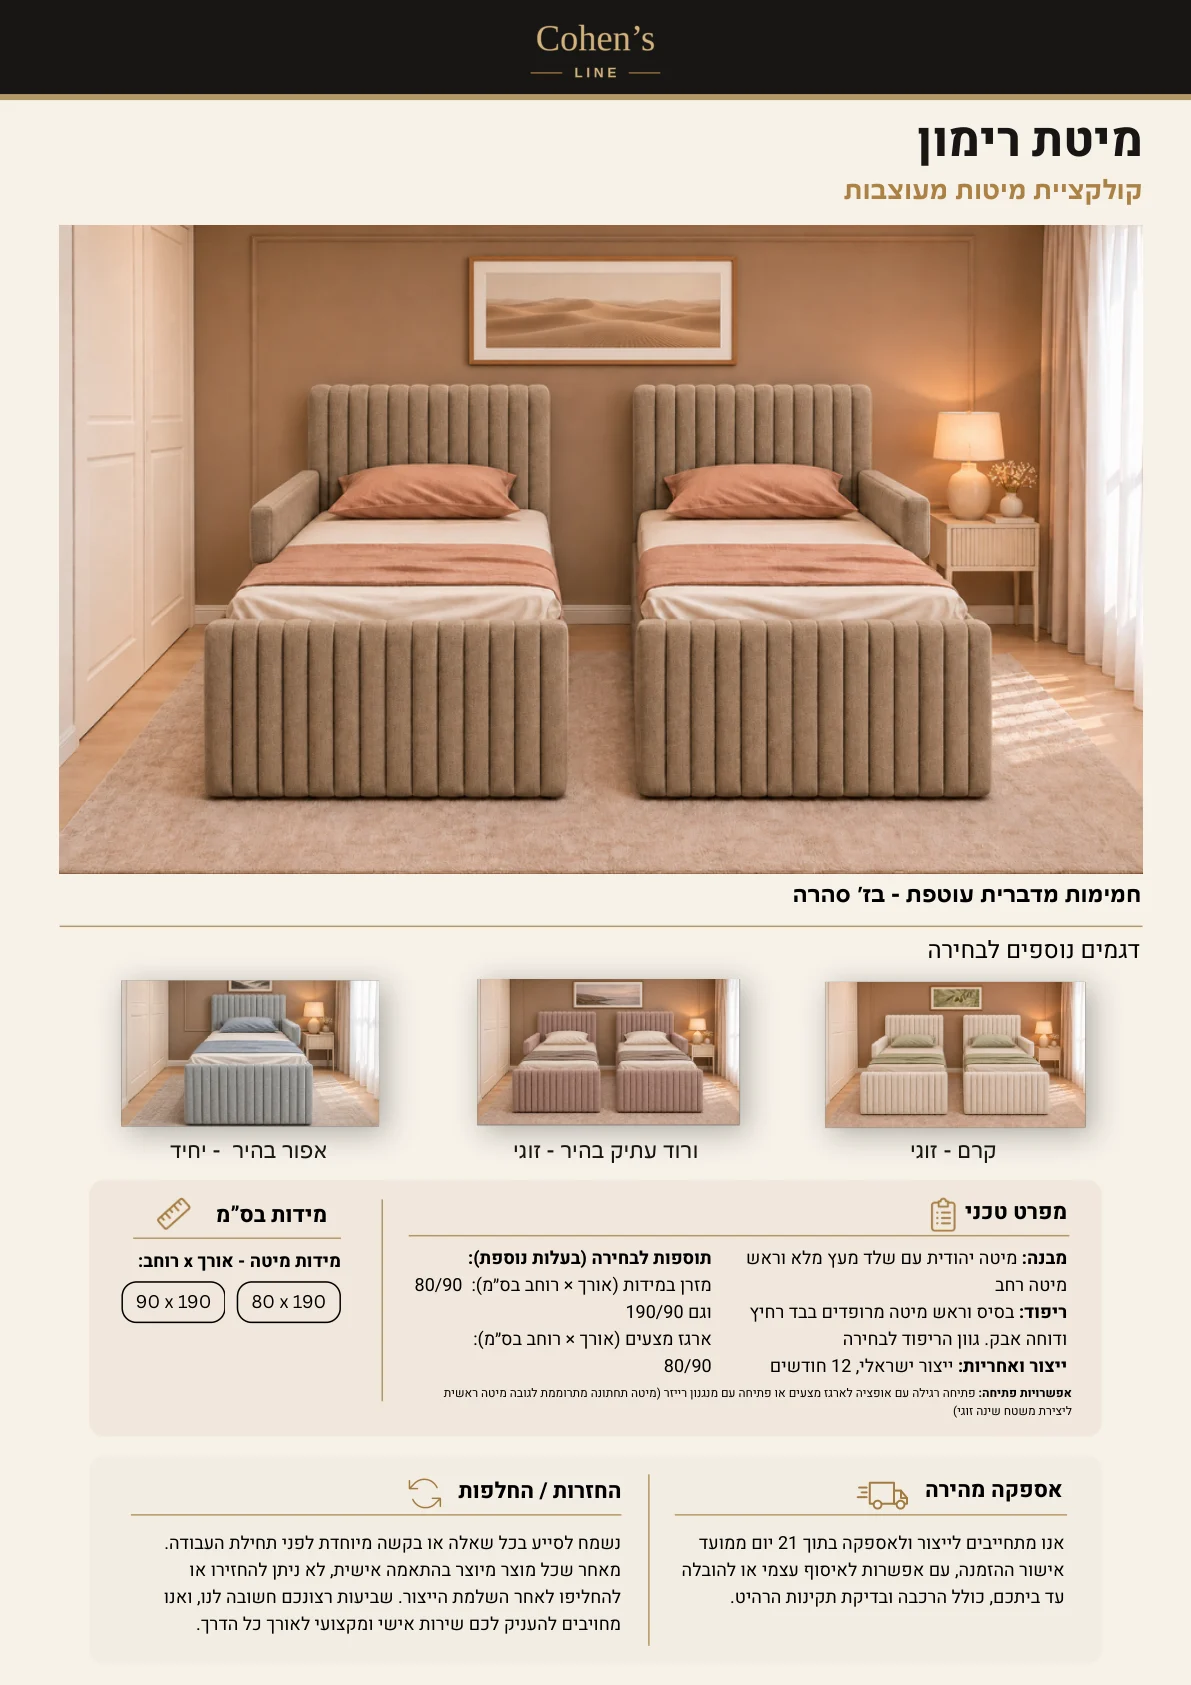 Cohen's
LINE
מיטת רימון
קולקציית מיטות מעוצבות
חמימות מדברית עוטפת - בז' סהרה
דגמים נוספים לבחירה
קרם - זוגי
ורוד עתיק בהיר - זוגי
אפור בהיר - יחיד
מפרט טכני
מבנה: מיטה יהודית עם שלד מעץ מלא וראש
מיטה רחב
ריפוד: בסיס וראש מיטה מרופדים בבד רחיץ
ודוחה אבק. גוון הריפוד לבחירה
ייצור ואחריות: ייצור ישראלי, 12 חודשים
תוספות לבחירה (בעלות נוספת):
מזרן במידות (אורך × רוחב בס"מ): 80/90
וגם 190/90
ארגז מצעים (אורך × רוחב בס"מ):
80/90
אפשרויות פתיחה: פתיחה רגילה עם אופציה לארגז מצעים או פתיחה עם מנגנון רייזר (מיטה תחתונה מתרוממת לגובה מיטה ראשית
ליצירת משטח שינה זוגי)
מידות בס"מ
מידות מיטה - אורך x רוחב:
80 x 190
90 x 190
אספקה מהירה
אנו מתחייבים לייצור ולאספקה בתוך 21 יום ממועד
אישור ההזמנה, עם אפשרות לאיסוף עצמי או להובלה
עד ביתכם, כולל הרכבה ובדיקת תקינות הרהיט.
החזרות / החלפות
נשמח לסייע בכל שאלה או בקשה מיוחדת לפני תחילת העבודה.
מאחר שכל מוצר מיוצר בהתאמה אישית, לא ניתן להחזירו או
להחליפו לאחר השלמת הייצור. שביעות רצונכם חשובה לנו, ואנו
מחויבים להעניק לכם שירות אישי ומקצועי לאורך כל הדרך.